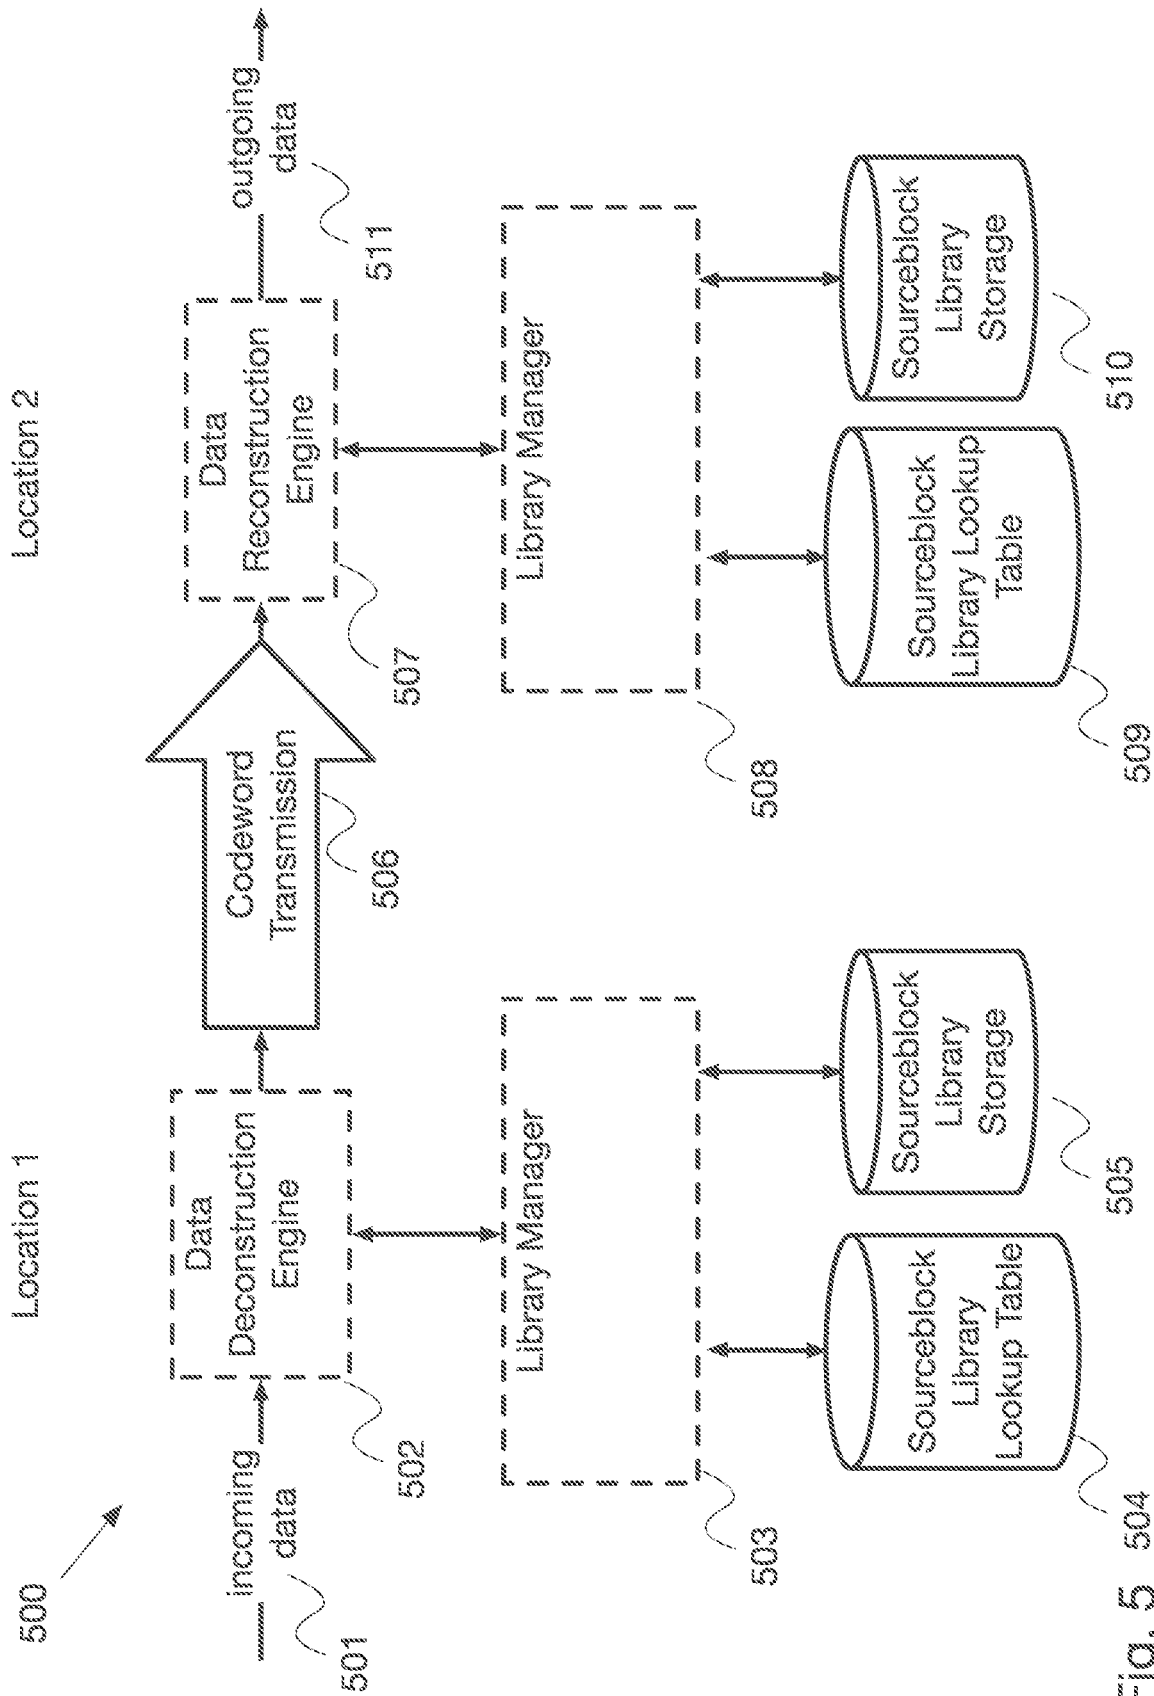 500
Location 1
Location 2
incoming
data
501
Data
Deconstruction
Engine
502
Codeword
Transmission
506
Data
Reconstruction
Engine
507
outgoing
data
511
Library Manager
503
Library Manager
508
Sourceblock
Library
Lookup Table
504
Sourceblock
Library
Storage
505
Sourceblock
Library Lookup
Table
509
Sourceblock
Library
Storage
510
Fig. 5